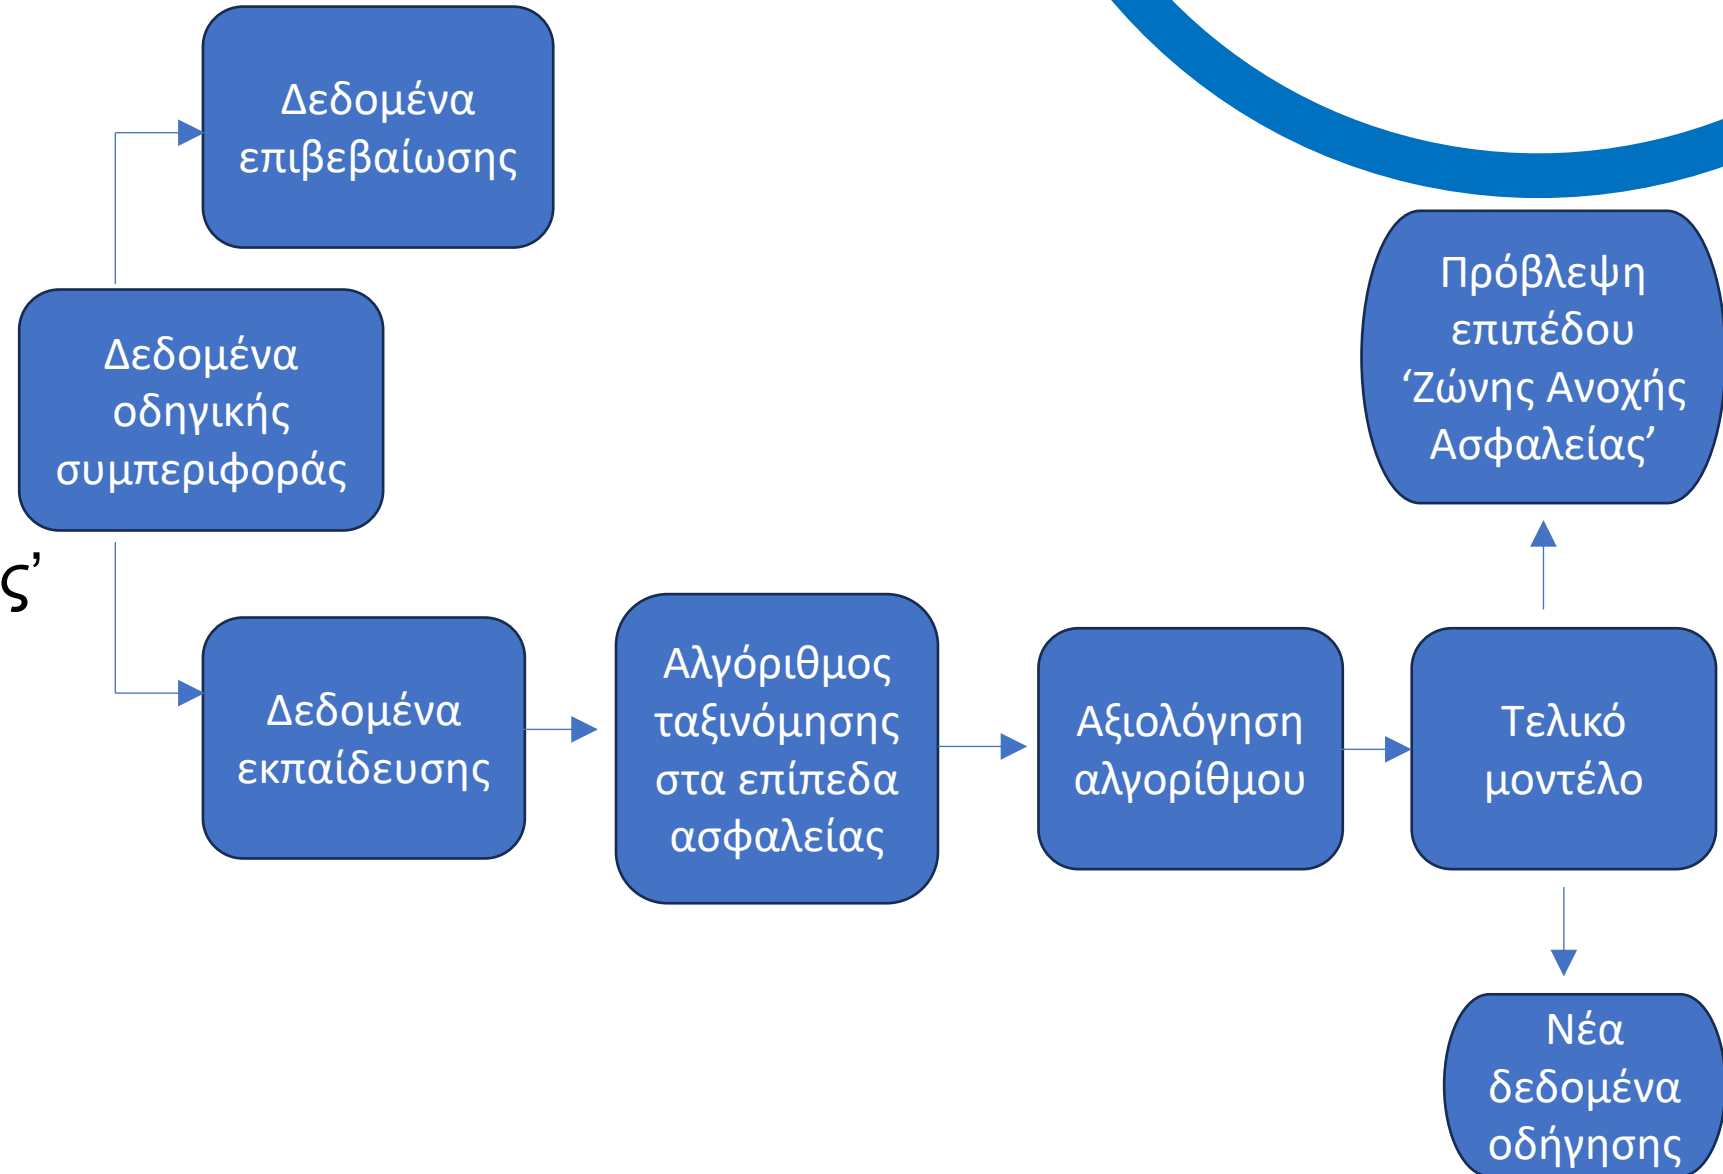 Δεδομένα
επιβεβαίωσης
Δεδομένα
οδηγικής
συμπεριφοράς
ς’
Δεδομένα
εκπαίδευσης
Αλγόριθμος
ταξινόμησης
στα επίπεδα
ασφαλείας
Αξιολόγηση
αλγορίθμου
Τελικό
μοντέλο
Πρόβλεψη
επιπέδου
‘Ζώνης Ανοχής
Ασφαλείας’
Νέα
δεδομένα
οδήγησης